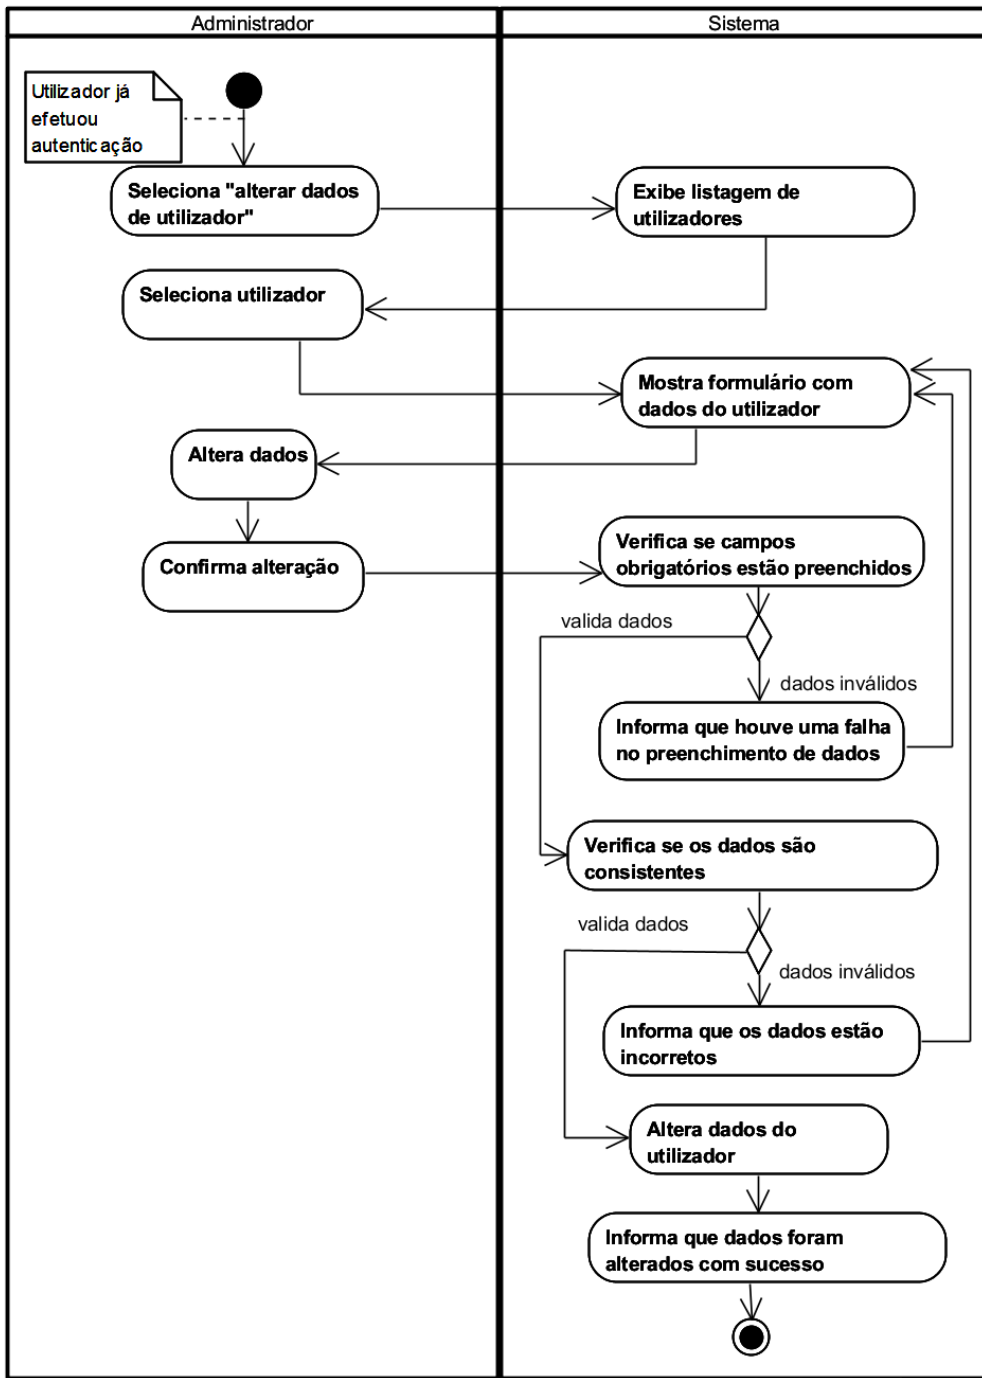 Administrador
Sistema
Utilizador já
efetuou
autenticação
Seleciona "alterar dados
de utilizador"
Exibe listagem de
utilizadores
Seleciona utilizador
Mostra formulário com
dados do utilizador
Altera dados
Confirma alteração
Verifica se campos
obrigatórios estão preenchidos
valida dados
dados inválidos
Informa que houve uma falha
no preenchimento de dados
Verifica se os dados são
consistentes
valida dados
dados inválidos
Informa que os dados estão
incorretos
Altera dados do
utilizador
Informa que dados foram
alterados com sucesso